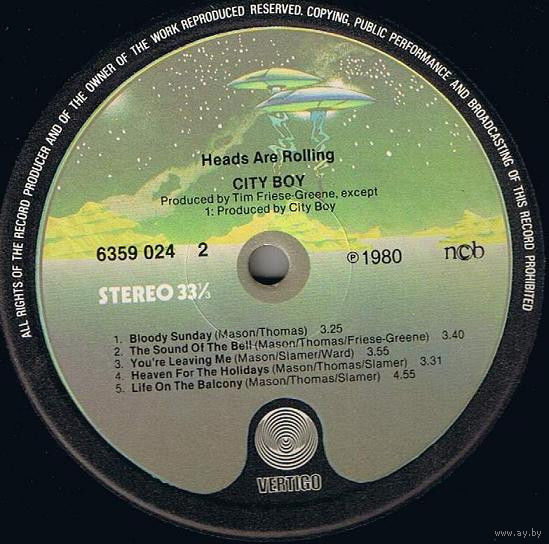 ALL RIGHTS OF THE RECORD PRODUCER AND OF THE OWNER OF THE WORK REPRODUCED RESERVED. COPYING, PUBLIC PERFORMANCE AND BROADCASTING OF THIS RECORD PROHIBITED
Heads Are Rolling
CITY BOY
Produced by Tim Friese-Greene, except
1: Produced by City Boy
6359 024 2 ℗ 1980 ncb
STEREO 33⅓
1. Bloody Sunday (Mason/Thomas) 3.25
2. The Sound Of The Bell (Mason/Thomas/Friese-Greene) 3.40
3. You're Leaving Me (Mason/Slamer/Ward) 3.55
4. Heaven For The Holidays (Mason/Thomas/Slamer) 3.31
5. Life On The Balcony (Mason/Thomas/Slamer) 4.55
VERTIGO
www.ay.by